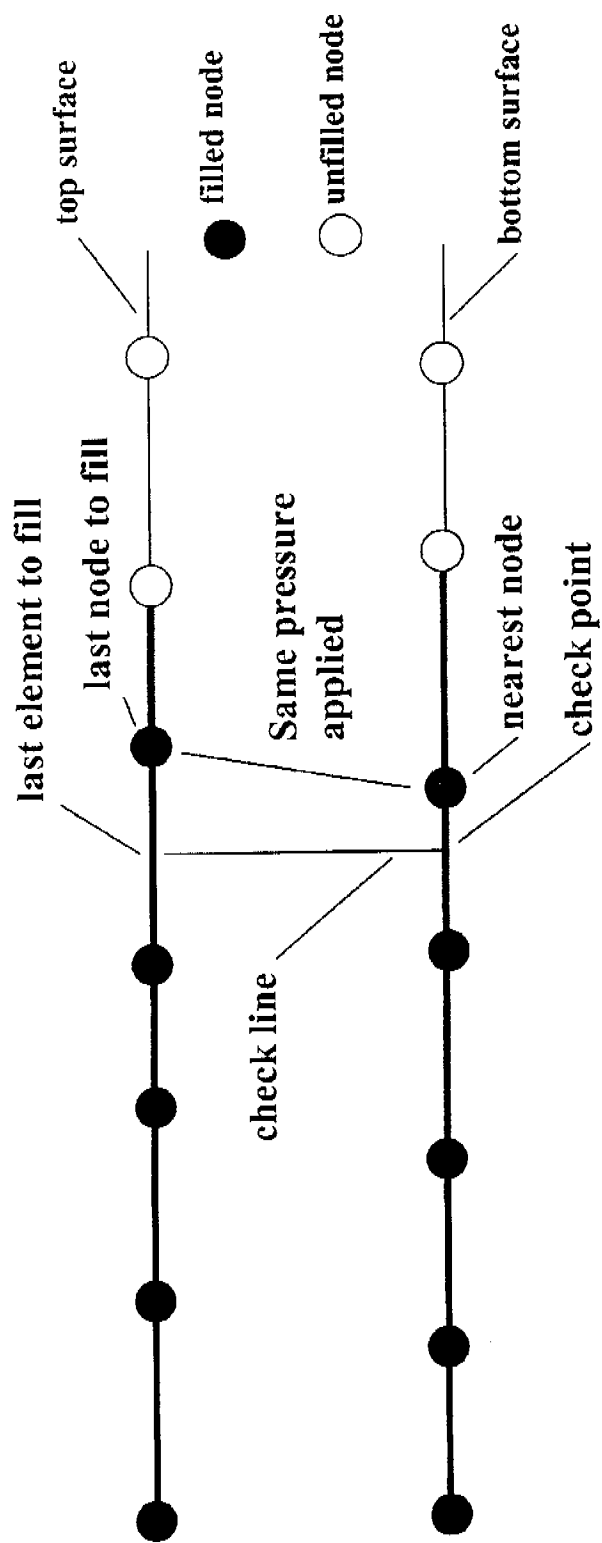 top surface
filled node
unfilled node
bottom surface
last element to fill
last node to fill
Same pressure
applied
nearest node
check point
check line